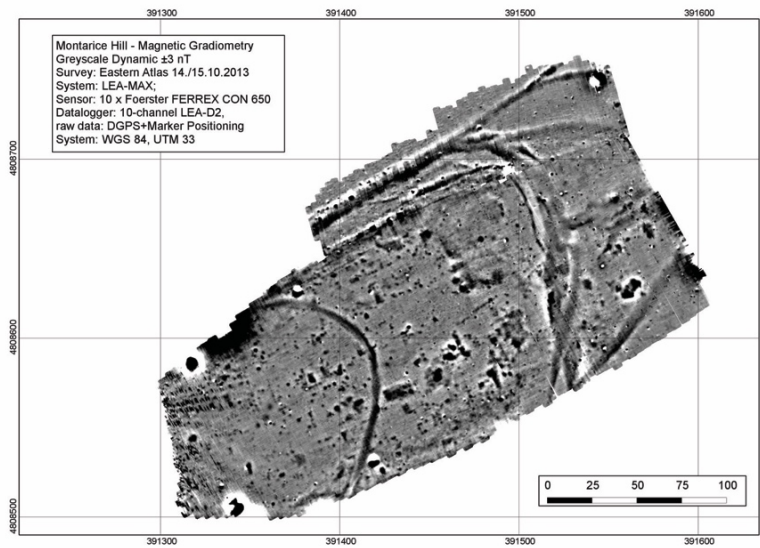 391300 391400 391500 391600
Montarice Hill - Magnetic Gradiometry
Greyscale Dynamic ±3 nT
Survey: Eastern Atlas 14./15.10.2013
System: LEA-MAX;
Sensor: 10 x Foerster FERREX CON 650
Datalogger: 10-channel LEA-D2,
raw data: DGPS+Marker Positioning
System: WGS 84, UTM 33
4808700
4808600
4808500
0 25 50 75 100
391300 391400 391500 391600